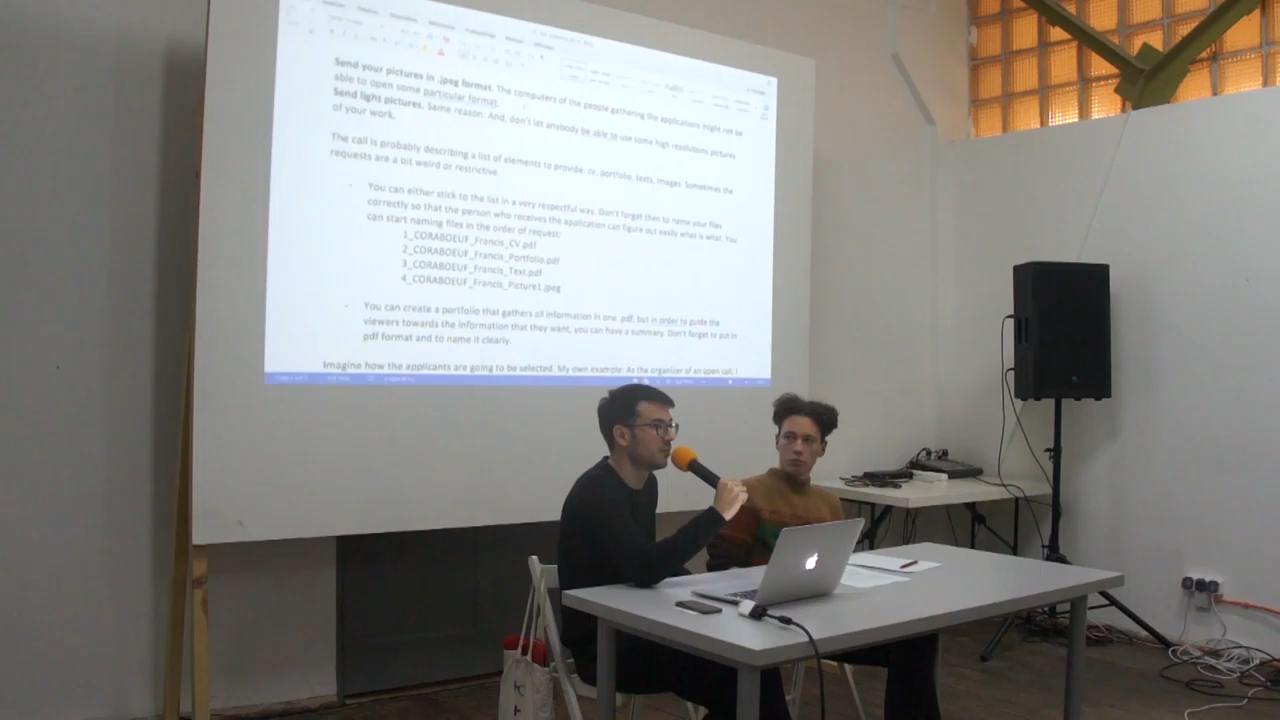 Send your pictures in .jpeg format. The computers of the people gathering the applications might not be
able to open some particular format.
Send light pictures. Same reason. And, don't let anybody be able to use some high resolutions pictures
of your work.
The call is probably describing a list of elements to provide: cv, portfolio, texts, images. Sometimes the
requests are a bit weird or restrictive.
- You can either stick to the list in a very respectful way. Don't forget then to name your files
correctly so that the person who receives the application can figure out easily what is what. You
can start naming files in the order of request:
1_CORABOEUF_Francis_CV.pdf
2_CORABOEUF_Francis_Portfolio.pdf
3_CORABOEUF_Francis_Text.pdf
4_CORABOEUF_Francis_Picture1.jpeg
- You can create a portfolio that gathers all information in one .pdf, but in order to guide the
viewers towards the information that they want, you can have a summary. Don't forget to put in
pdf format and to name it clearly.
Imagine how the applicants are going to be selected. My own example: As the organizer of an open call, I